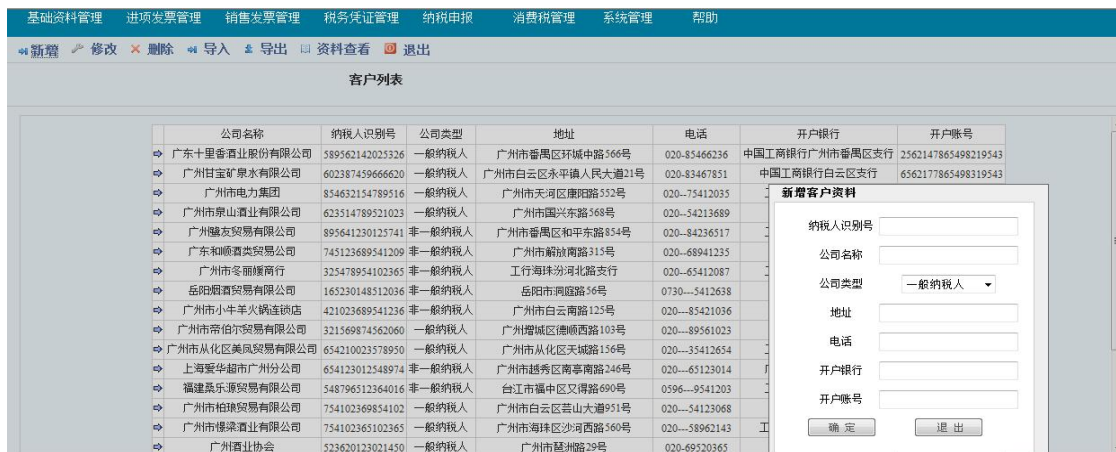 基础资料管理 进项发票管理 销售发票管理 税务凭证管理 纳税申报 消费税管理 系统管理 帮助
新增 修改 删除 导入 导出 资料查看 退出
客户列表
公司名称 纳税人识别号 公司类型 地址 电话 开户银行 开户账号
广东十里香酒业股份有限公司 589562142025326 一般纳税人 广州市番禺区环城中路566号 020-85466236 中国工商银行广州市番禺区支行 2562147865498219543
广州甘宝矿泉水有限公司 602387459666620 一般纳税人 广州市白云区永平镇人民大道21号 020-83467851 中国工商银行白云区支行 6562177865498319543
广州市电力集团 854632154789516 一般纳税人 广州市天河区康阳路552号 020--75412035
广州市泉山酒业有限公司 623514789521023 一般纳税人 广州市国兴东路568号 020--54213689
广州 友贸易有限公司 895641230125741 非一般纳税人 广州市番禺区和平东路854号 020--84236517
广东和顺酒类贸易公司 745123689541209 非一般纳税人 广州市解放南路315号 020--68941235
广州市冬丽媛商行 325478954102365 非一般纳税人 工行海珠汾河北路支行 020--65412087
岳阳烟酒贸易有限公司 165230148512036 非一般纳税人 岳阳市洞庭路56号 0730---5412638
广州市小牛羊火锅连锁店 421023689541236 非一般纳税人 广州市白云南路125号 020---85421036
广州市帝伯尔贸易有限公司 321569874562060 一般纳税人 广州增城区德顺西路103号 020---89561023
广州市从化区美凤贸易有限公司 654210023578950 一般纳税人 广州市从化区天城路156号 020---35412654
上海爱华超市广州分公司 654123012548974 非一般纳税人 广州市越秀区南亭南路246号 020---65123014
福建桑乐源贸易有限公司 548796512364016 非一般纳税人 台江市福中区又得路690号 0596---9541203
广州市柏琅贸易有限公司 754102369854102 一般纳税人 广州市白云区芸山大道951号 020---54123068
广州市憬梁酒业有限公司 754102365102365 一般纳税人 广州市海珠区沙河西路560号 020---58962143 工
广州酒业协会 523620123021450 一般纳税人 广州市琶洲路29号 020-69520365
新增客户资料
纳税人识别号
公司名称
公司类型 一般纳税人
地址
电话
开户银行
开户账号
确定 退出